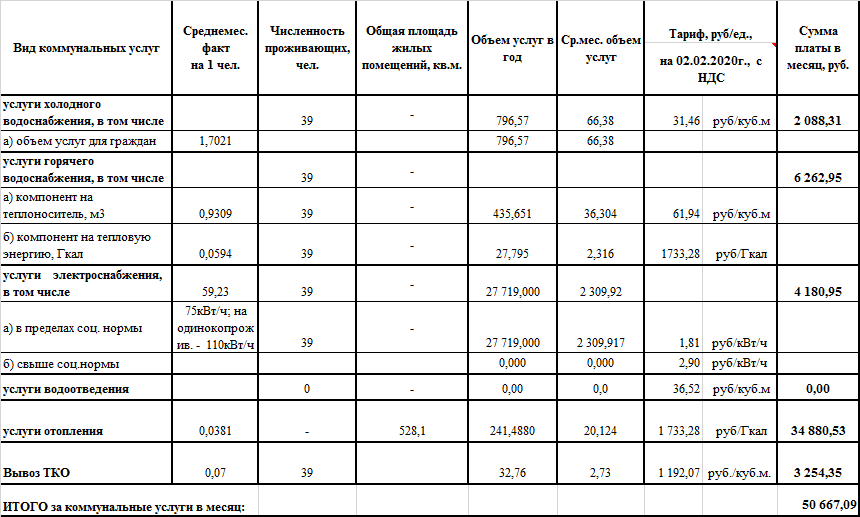 Вид коммунальных услуг | Среднемес. факт на 1 чел. | Численность проживающих, чел. | Общая площадь жилых помещений, кв.м. | Объем услуг в год | Ср.мес. объем услуг | Тариф, руб/ед., на 02.02.2020г., с НДС | Сумма платы в месяц, руб.
услуги холодного водоснабжения, в том числе | 39 | - | 796,57 | 66,38 | 31,46 | руб/куб.м | 2 088,31
а) объем услуг для граждан | 1,7021 | 796,57 | 66,38
услуги горячего водоснабжения, в том числе | 39 | - | 6 262,95
а) компонент на теплоноситель, м3 | 0,9309 | 39 | - | 435,651 | 36,304 | 61,94 | руб/куб.м
б) компонент на тепловую энергию, Гкал | 0,0594 | 39 | - | 27,795 | 2,316 | 1733,28 | руб/Гкал
услуги электроснабжения, в том числе | 59,23 | 39 | - | 27 719,000 | 2 309,92 | 4 180,95
а) в пределах соц. нормы | 75кВт/ч; на одинокопрожив. - 110кВт/ч | 39 | - | 27 719,000 | 2 309,917 | 1,81 | руб/кВт/ч
б) свыше соц.нормы | 0,000 | 0,000 | 2,90 | руб/кВт/ч
услуги водоотведения | 0 | - | 0,00 | 0,0 | 36,52 | руб/куб.м | 0,00
услуги отопления | 0,0381 | - | 528,1 | 241,4880 | 20,124 | 1 733,28 | руб/Гкал | 34 880,53
Вывоз ТКО | 0,07 | 39 | 32,76 | 2,73 | 1 192,07 | руб./куб.м. | 3 254,35
ИТОГО за коммунальные услуги в месяц: | 50 667,09